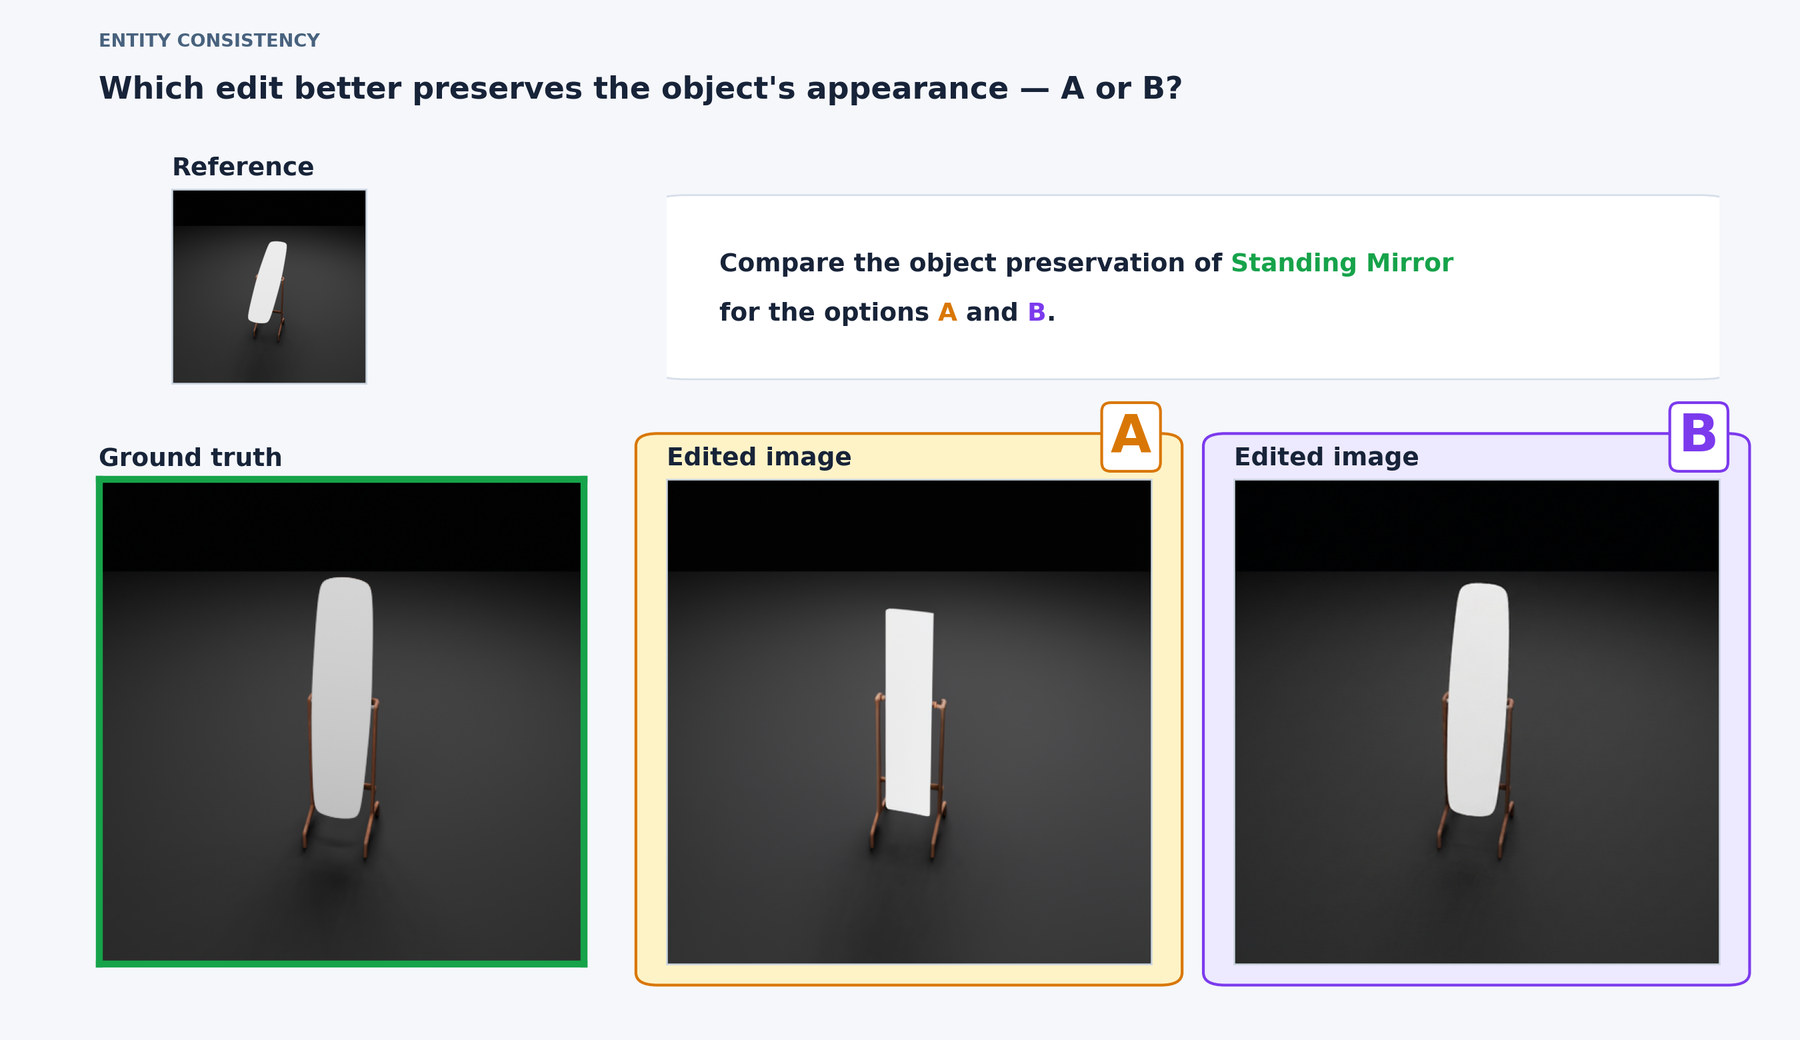 ENTITY CONSISTENCY
Which edit better preserves the object's appearance — A or B?
Reference
Compare the object preservation of Standing Mirror
for the options A and B.
Ground truth
A
Edited image
B
Edited image